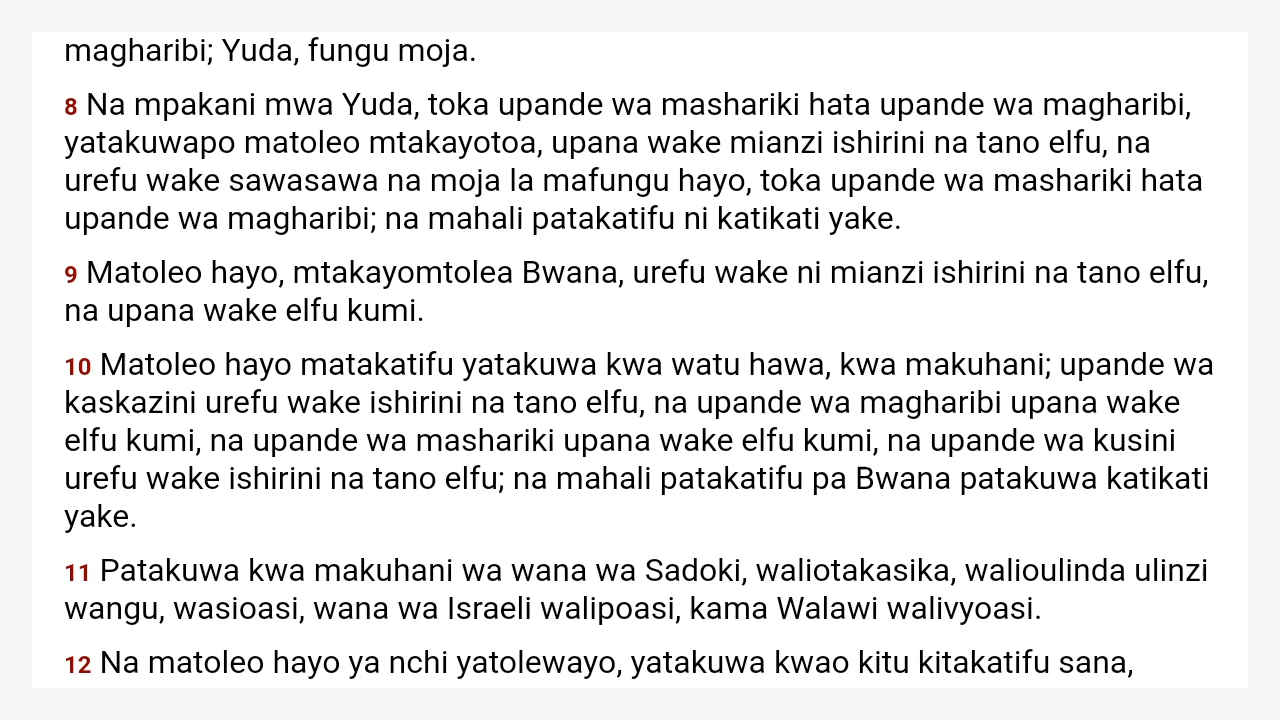 magharibi; Yuda, fungu moja.
8 Na mpakani mwa Yuda, toka upande wa mashariki hata upande wa magharibi,
yatakuwapo matoleo mtakayotoa, upana wake mianzi ishirini na tano elfu, na
urefu wake sawasawa na moja la mafungu hayo, toka upande wa mashariki hata
upande wa magharibi; na mahali patakatifu ni katikati yake.
9 Matoleo hayo, mtakayomtolea Bwana, urefu wake ni mianzi ishirini na tano elfu,
na upana wake elfu kumi.
10 Matoleo hayo matakatifu yatakuwa kwa watu hawa, kwa makuhani; upande wa
kaskazini urefu wake ishirini na tano elfu, na upande wa magharibi upana wake
elfu kumi, na upande wa mashariki upana wake elfu kumi, na upande wa kusini
urefu wake ishirini na tano elfu; na mahali patakatifu pa Bwana patakuwa katikati
yake.
11 Patakuwa kwa makuhani wa wana wa Sadoki, waliotakasika, walioulinda ulinzi
wangu, wasioasi, wana wa Israeli walipoasi, kama Walawi walivyoasi.
12 Na matoleo hayo ya nchi yatolewayo, yatakuwa kwao kitu kitakatifu sana,